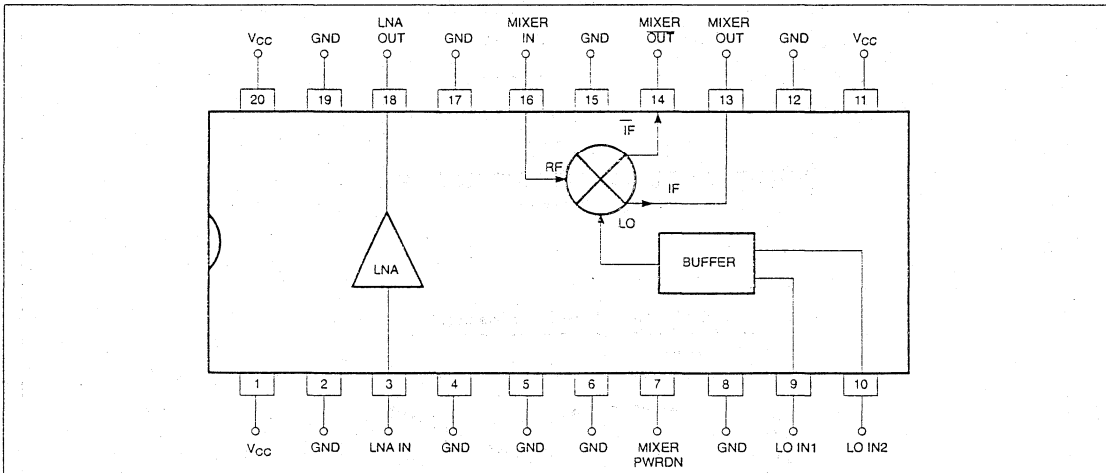 LNA
OUT
MIXER
IN
MIXER
OUT
MIXER
OUT
VCC
GND
GND
GND
GND
VCC
20
19
18
17
16
15
14
13
12
11
IF
RF
IF
LO
BUFFER
LNA
1
2
3
4
5
6
7
8
9
10
VCC
GND
LNA IN
GND
GND
GND
MIXER
PWRDN
GND
LO IN1
LO IN2